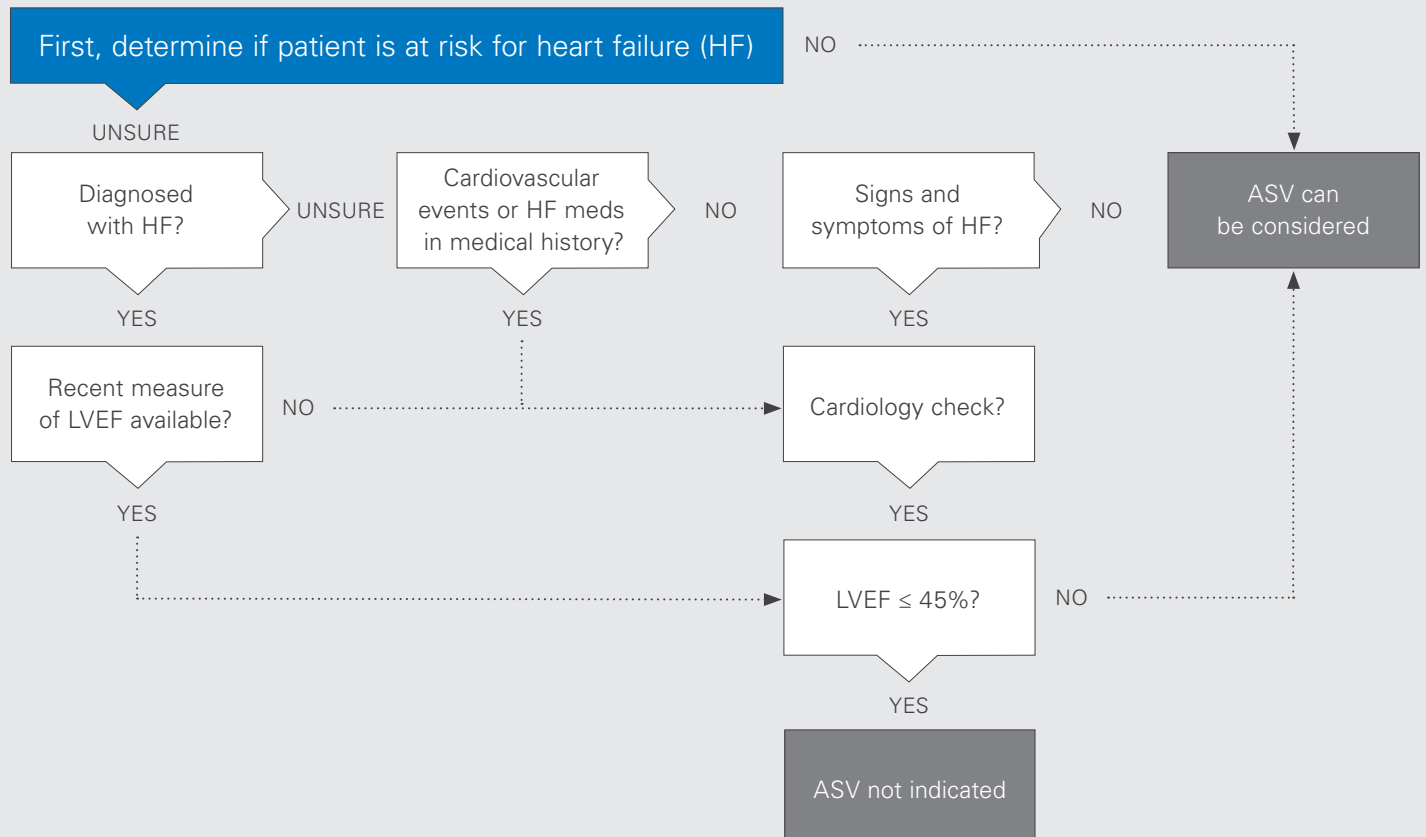 First, determine if patient is at risk for heart failure (HF)
NO
UNSURE
Diagnosed
with HF?
UNSURE
Cardiovascular
events or HF meds
in medical history?
NO
Signs and
symptoms of HF?
NO
ASV can
be considered
YES
YES
YES
Recent measure
of LVEF available?
NO
Cardiology check?
YES
YES
LVEF ≤ 45%?
NO
YES
ASV not indicated